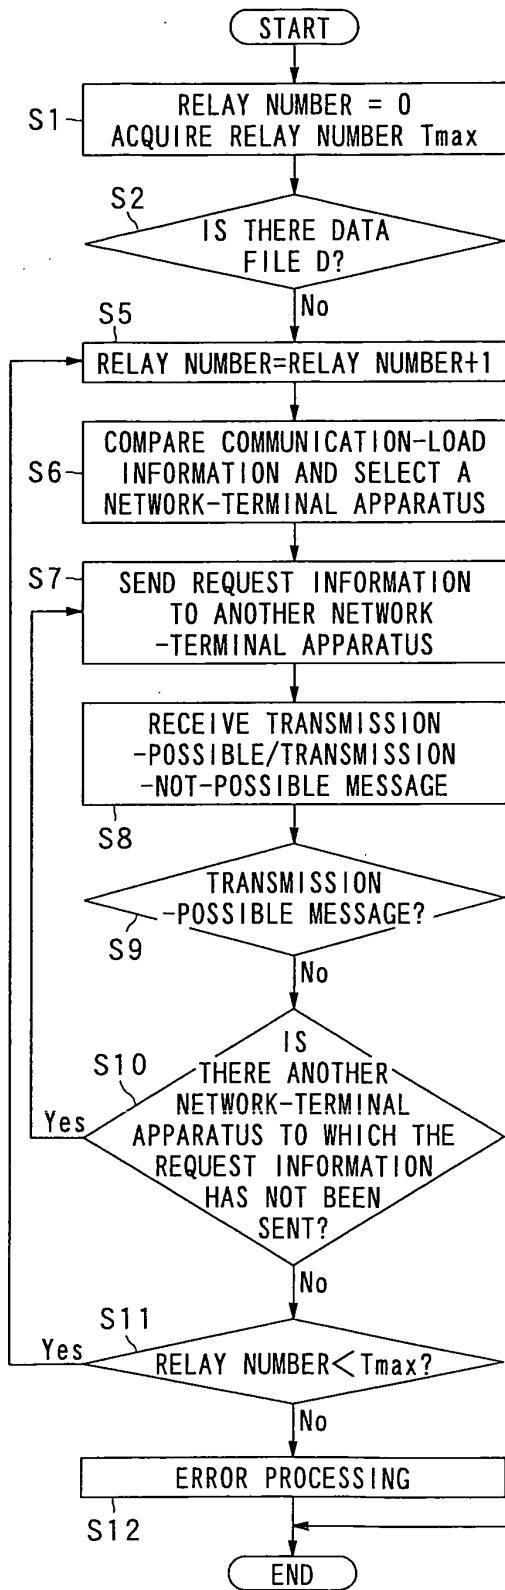 START
S1
RELAY NUMBER = 0
ACQUIRE RELAY NUMBER Tmax
S2
IS THERE DATA
FILE D?
No
S5
RELAY NUMBER=RELAY NUMBER+1
S6
COMPARE COMMUNICATION-LOAD
INFORMATION AND SELECT A
NETWORK-TERMINAL APPARATUS
S7
SEND REQUEST INFORMATION
TO ANOTHER NETWORK
-TERMINAL APPARATUS
RECEIVE TRANSMISSION
-POSSIBLE/TRANSMISSION
-NOT-POSSIBLE MESSAGE
S8
TRANSMISSION
-POSSIBLE MESSAGE?
S9
No
S10
IS
THERE ANOTHER
NETWORK-TERMINAL
APPARATUS TO WHICH THE
REQUEST INFORMATION
HAS NOT BEEN
SENT?
Yes
No
S11
Yes
RELAY NUMBER<Tmax?
No
ERROR PROCESSING
S12
END